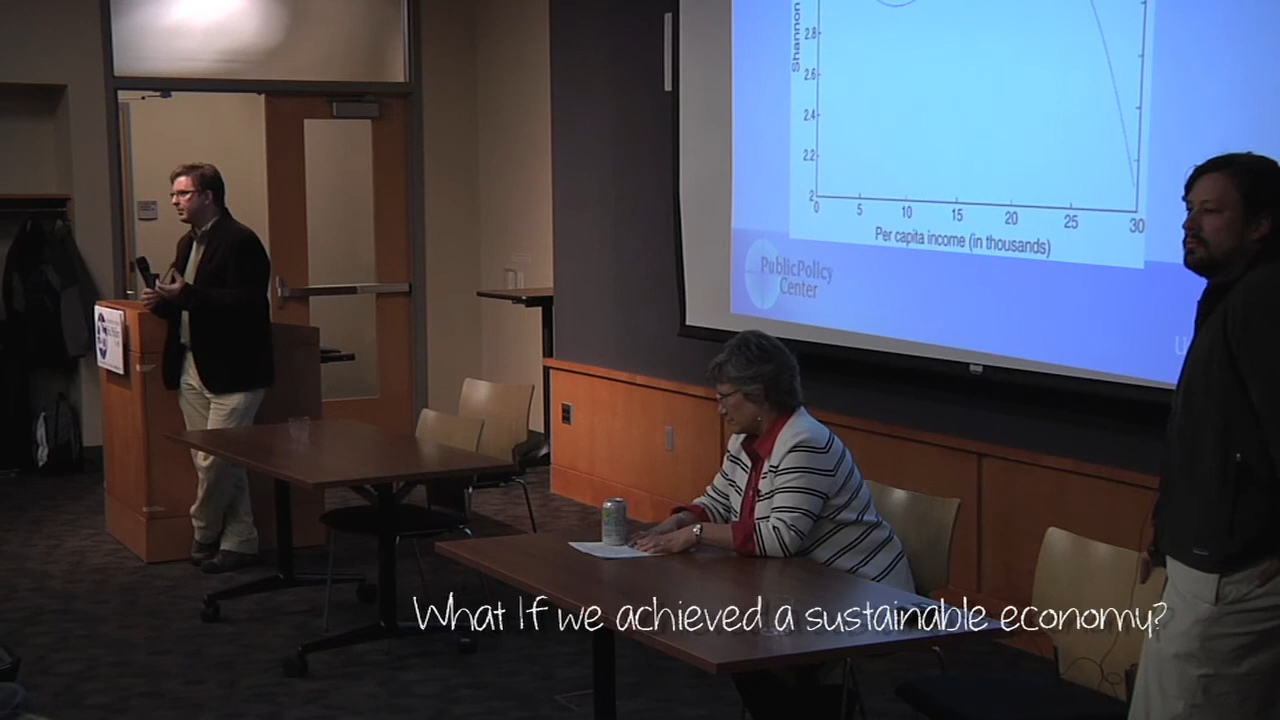 Shannon
2.8
2.6
2.4
2.2
2
0 5 10 15 20 25 30
Per capita income (in thousands)
PublicPolicy
Center
What If we achieved a sustainable economy?